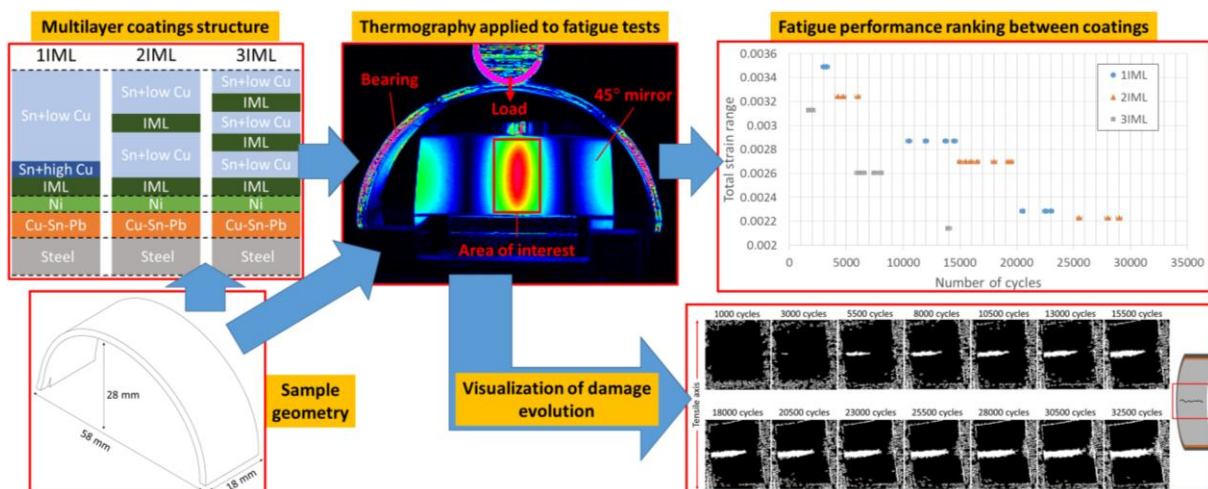 Multilayer coatings structure
1IML 2IML 3IML
Sn+low Cu
Sn+high Cu
IML
Ni
Cu-Sn-Pb
Steel
Sn+low Cu
IML
Sn+low Cu
IML
Ni
Cu-Sn-Pb
Steel
Sn+low Cu
IML
Sn+low Cu
IML
Sn+low Cu
IML
Ni
Cu-Sn-Pb
Steel
Thermography applied to fatigue tests
Bearing
Load
45° mirror
Area of interest
Fatigue performance ranking between coatings
Total strain range
0.0036
0.0034
0.0032
0.003
0.0028
0.0026
0.0024
0.0022
0.002
1IML
2IML
3IML
0 5000 10000 15000 20000 25000 30000 35000
Number of cycles
28 mm
58 mm
18 mm
Sample
geometry
Visualization of damage
evolution
Tensile axis
1000 cycles 3000 cycles 5500 cycles 8000 cycles 10500 cycles 13000 cycles 15500 cycles
18000 cycles 20500 cycles 23000 cycles 25500 cycles 28000 cycles 30500 cycles 32500 cycles